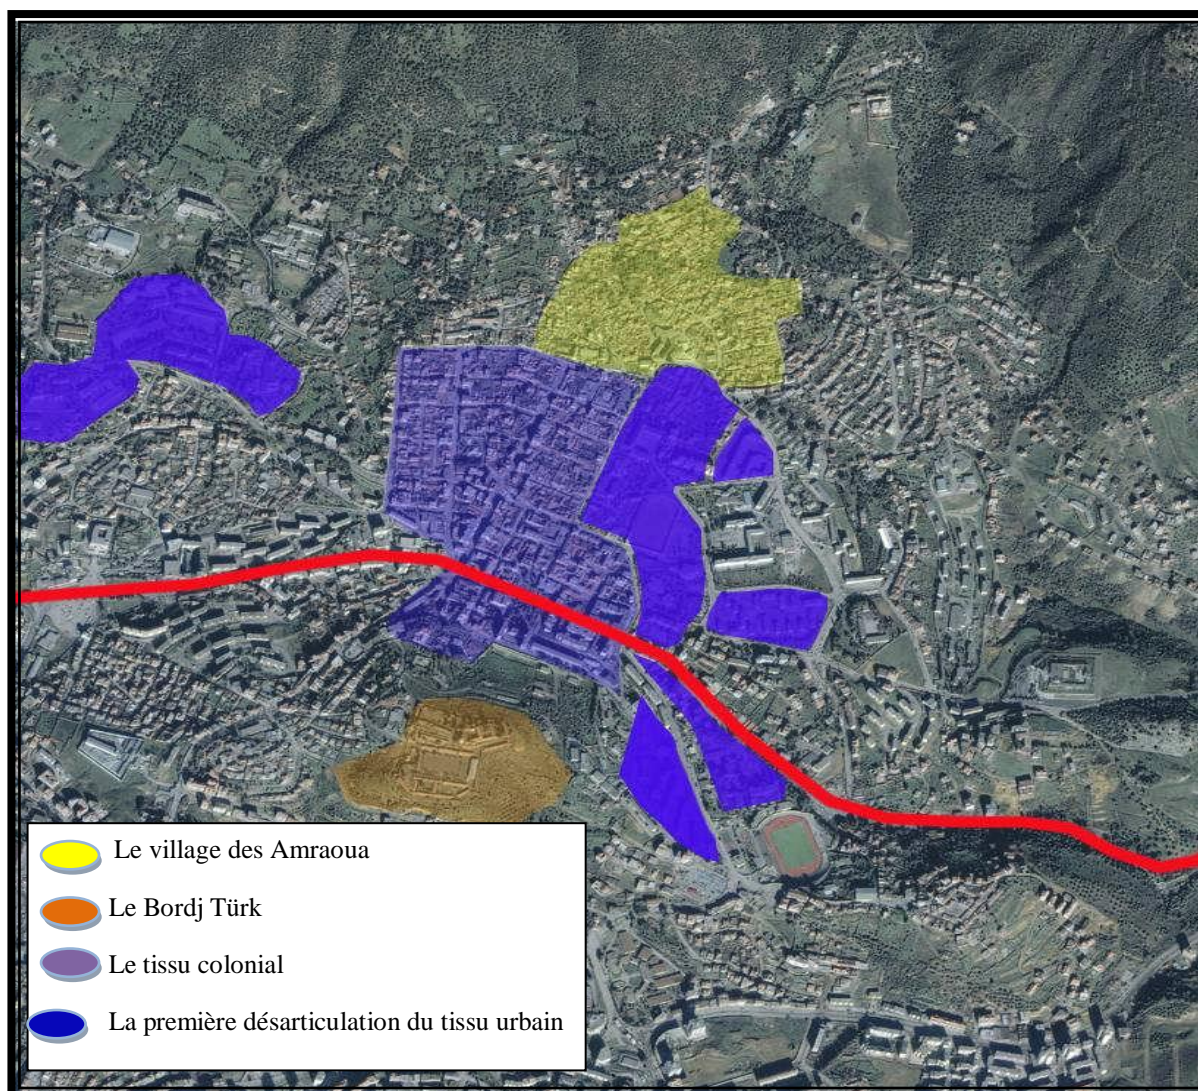 Le village des Amraoua
Le Bordj Türk
Le tissu colonial
La première désarticulation du tissu urbain